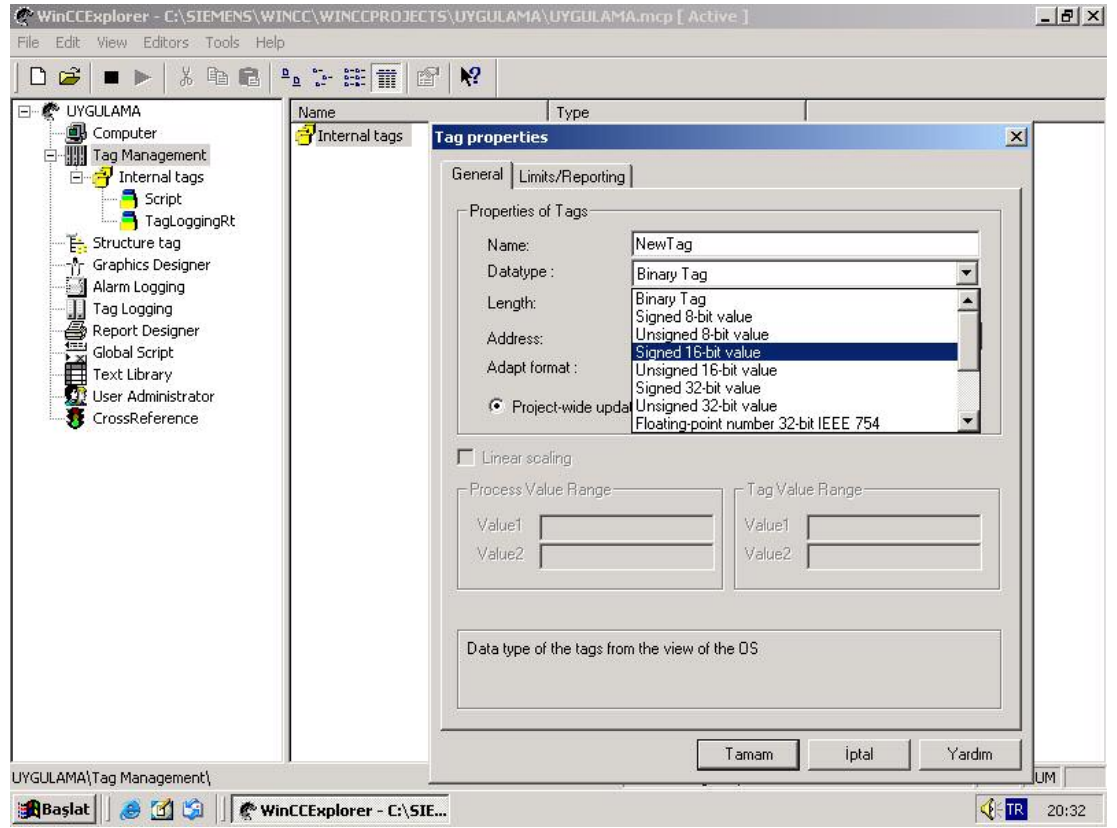 WinCCExplorer - C:\SIEMENS\WINCC\WINCCPROJECTS\UYGULAMA\UYGULAMA.mcp [ Active ]
File Edit View Editors Tools Help
UYGULAMA
Computer
Tag Management
Internal tags
Script
TagLoggingRt
Structure tag
Graphics Designer
Alarm Logging
Tag Logging
Report Designer
Global Script
Text Library
User Administrator
CrossReference
Name Type
Internal tags
Tag properties
General Limits/Reporting
Properties of Tags
Name: NewTag
Datatype : Binary Tag
Length:
Address:
Adapt format :
Project-wide updat
Binary Tag
Signed 8-bit value
Unsigned 8-bit value
Signed 16-bit value
Unsigned 16-bit value
Signed 32-bit value
Unsigned 32-bit value
Floating-point number 32-bit IEEE 754
Linear scaling
Process Value Range
Value1
Value2
Tag Value Range
Value1
Value2
Data type of the tags from the view of the OS
Tamam İptal Yardım
UYGULAMA\Tag Management\ UM
Başlat WinCCExplorer - C:\SIE... TR 20:32